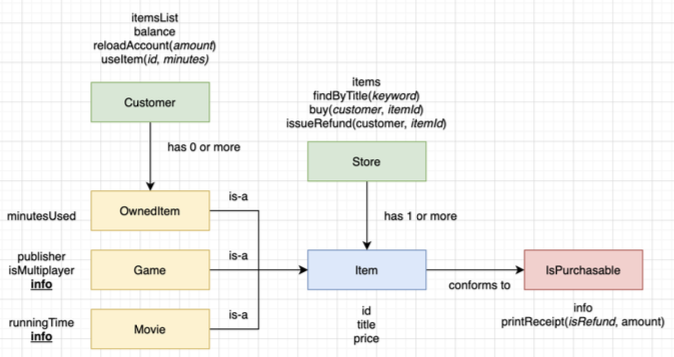 itemsList
balance
reloadAccount(amount)
useItem(id, minutes)
Customer
has 0 or more
items
findByTitle(keyword)
buy(customer, itemId)
issueRefund(customer, itemId)
Store
has 1 or more
minutesUsed
OwnedItem
is-a
publisher
isMultiplayer
info
Game
is-a
runningTime
info
Movie
is-a
Item
id
title
price
conforms to
IsPurchasable
info
printReceipt(isRefund, amount)